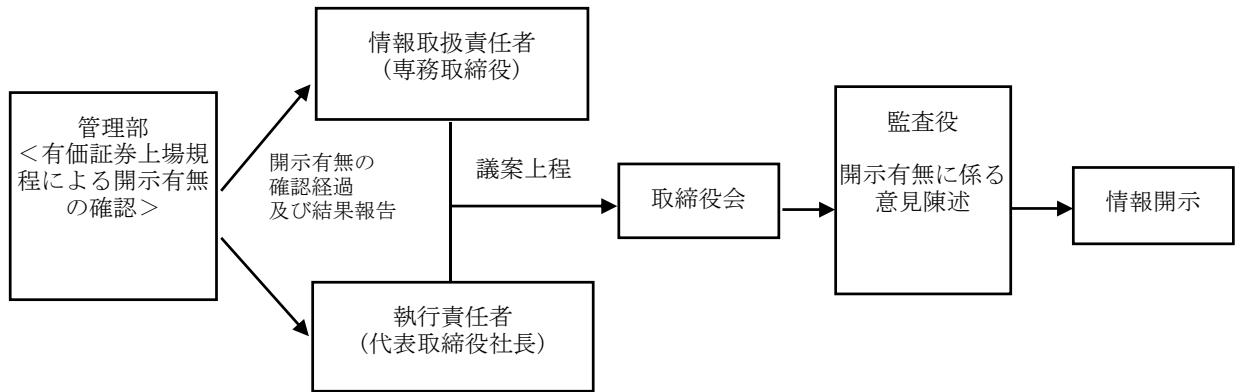 管理部
＜有価証券上場規
程による開示有無
の確認＞
情報取扱責任者
（専務取締役）
開示有無の
確認経過
及び結果報告
執行責任者
（代表取締役社長）
議案上程
取締役会
監査役
開示有無に係る
意見陳述
情報開示